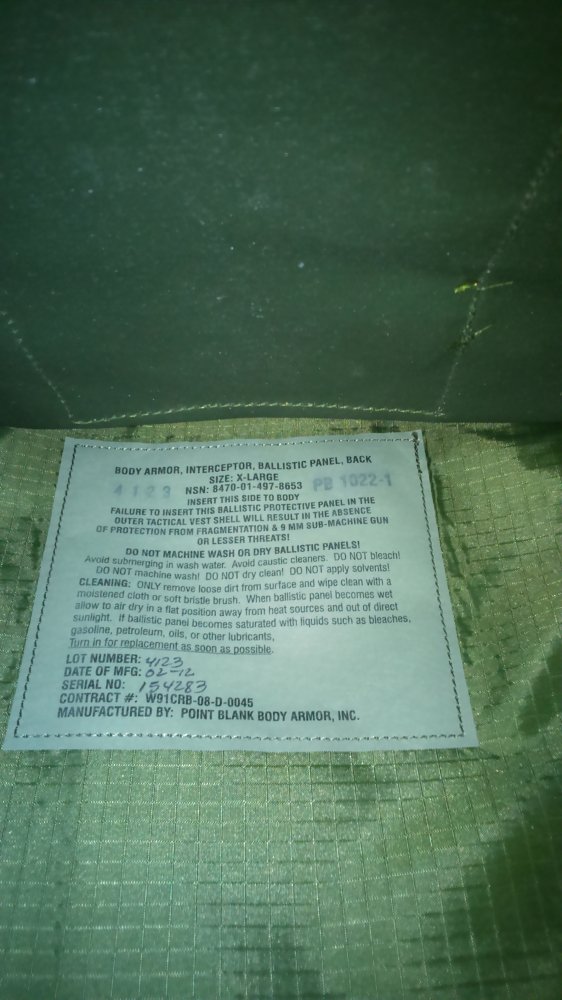 BODY ARMOR, INTERCEPTOR, BALLISTIC PANEL, BACK
SIZE: X-LARGE
4123 NSN: 8470-01-497-8653 PB 1022-1
INSERT THIS SIDE TO BODY
FAILURE TO INSERT THIS BALLISTIC PROTECTIVE PANEL IN THE
OUTER TACTICAL VEST SHELL WILL RESULT IN THE ABSENCE
OF PROTECTION FROM FRAGMENTATION & 9 MM SUB-MACHINE GUN
OR LESSER THREATS!
DO NOT MACHINE WASH OR DRY BALLISTIC PANELS!
Avoid submerging in wash water. Avoid caustic cleaners. DO NOT bleach!
DO NOT machine wash! DO NOT dry clean! DO NOT apply solvents!
CLEANING: ONLY remove loose dirt from surface and wipe clean with a
moistened cloth or soft bristle brush. When ballistic panel becomes wet
allow to air dry in a flat position away from heat sources and out of direct
sunlight. If ballistic panel becomes saturated with liquids such as bleaches,
gasoline, petroleum, oils, or other lubricants,
Turn in for replacement as soon as possible.
LOT NUMBER: 4123
DATE OF MFG: 02-12
SERIAL NO: 154283
CONTRACT #: W91CRB-08-D-0045
MANUFACTURED BY: POINT BLANK BODY ARMOR, INC.